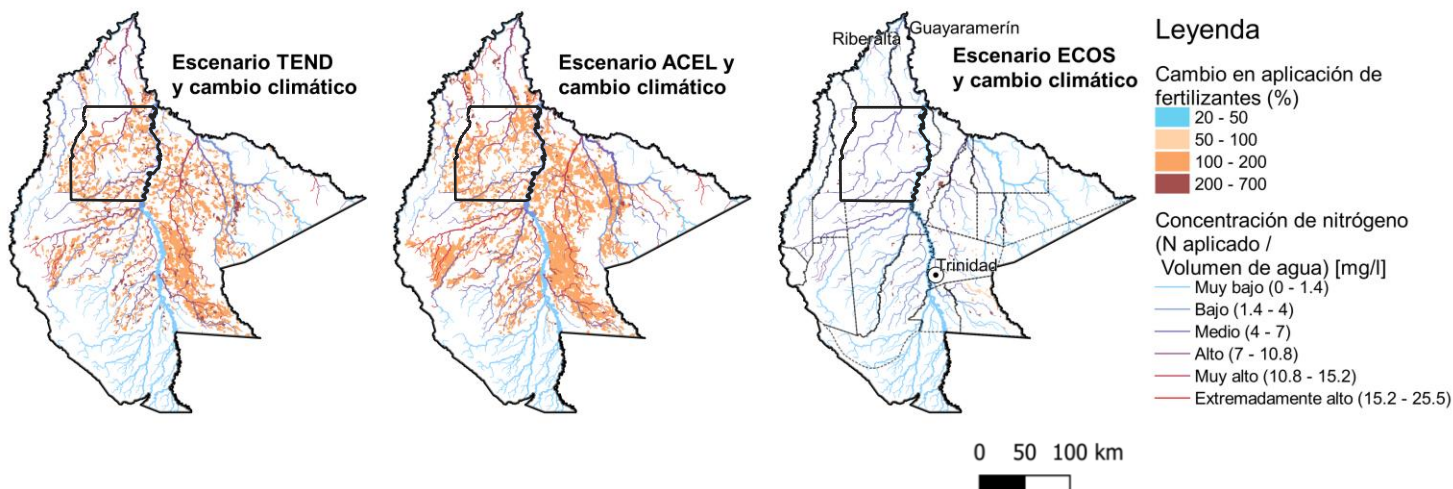 Escenario TEND
y cambio climático
Escenario ACEL y
cambio climático
Guayaramerín
Riberalta
Escenario ECOS
y cambio climático
Trinidad
Leyenda
Cambio en aplicación de
fertilizantes (%)
20 - 50
50 - 100
100 - 200
200 - 700
Concentración de nitrógeno
(N aplicado /
Volumen de agua) [mg/l]
Muy bajo (0 - 1.4)
Bajo (1.4 - 4)
Medio (4 - 7)
Alto (7 - 10.8)
Muy alto (10.8 - 15.2)
Extremadamente alto (15.2 - 25.5)
0 50 100 km